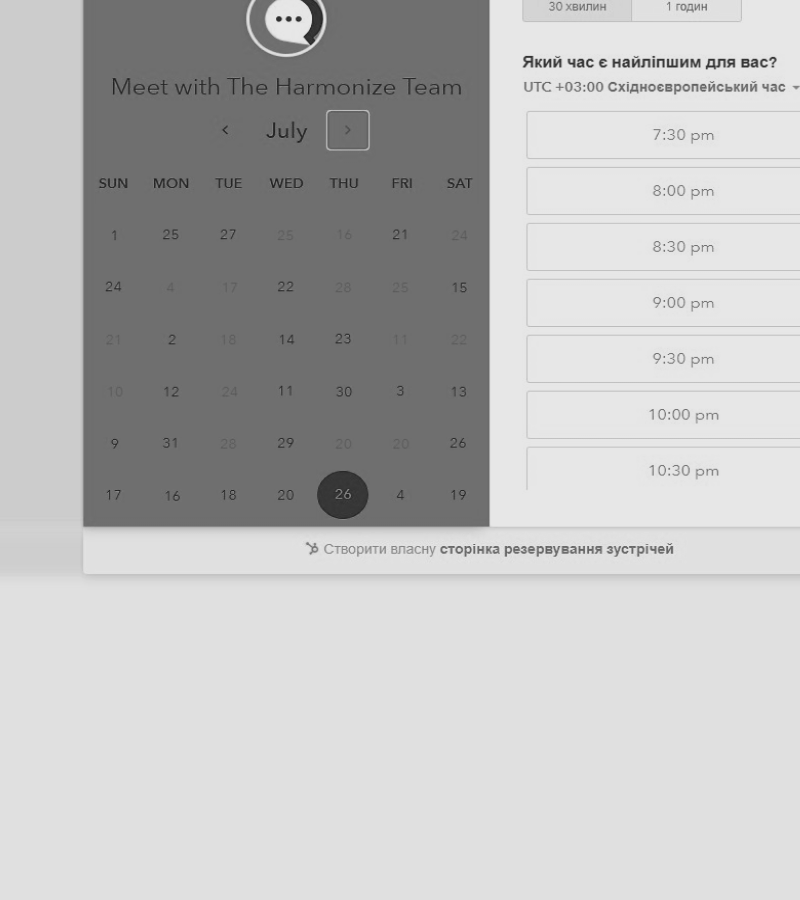 30 хвилин 1 годин
Meet with The Harmonize Team
Який час є найліпшим для вас?
UTC +03:00 Східноєвропейський час
July
7:30 pm
8:00 pm
8:30 pm
9:00 pm
9:30 pm
10:00 pm
10:30 pm
SUN MON TUE WED THU FRI SAT
1 25 27 25 16 21 24
24 4 17 22 28 25 15
21 2 18 14 23 11 22
10 12 24 11 30 3 13
9 31 28 29 20 20 26
17 16 18 20 26 4 19
Створити власну сторінка резервування зустрічей